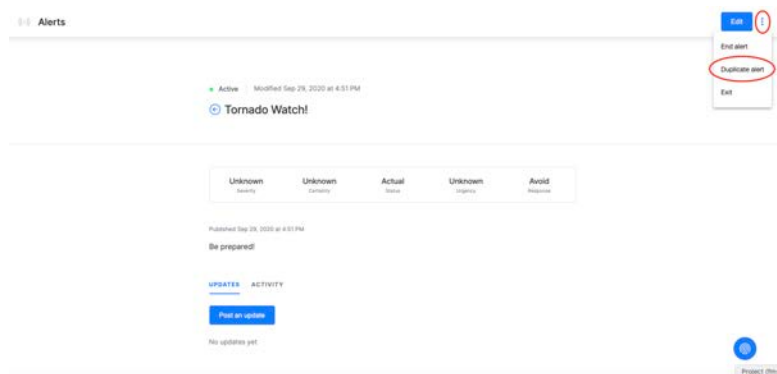 Alerts
Edit
End alert
Duplicate alert
Exit
Active Modified Sep 29, 2020 at 4:51 PM
Tornado Watch!
Unknown Unknown Actual Unknown Avoid
Severity Certainty Status Urgency Response
Published Sep 29, 2020 at 4:51 PM
Be prepared!
UPDATES ACTIVITY
Post an update
No updates yet
Project